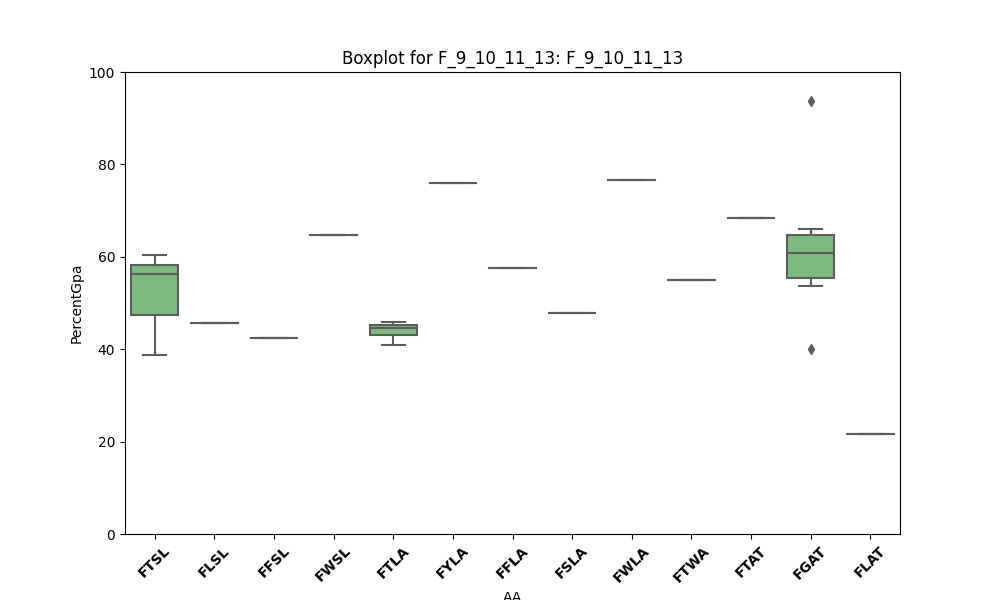 Boxplot for F_9_10_11_13: F_9_10_11_13
100
80
60
40
20
0
PercentGpa
FTSL FLSL FFSL FWSL FTLA FYLA FFLA FSLA FWLA FTWA FTAT FGAT FLAT
AA